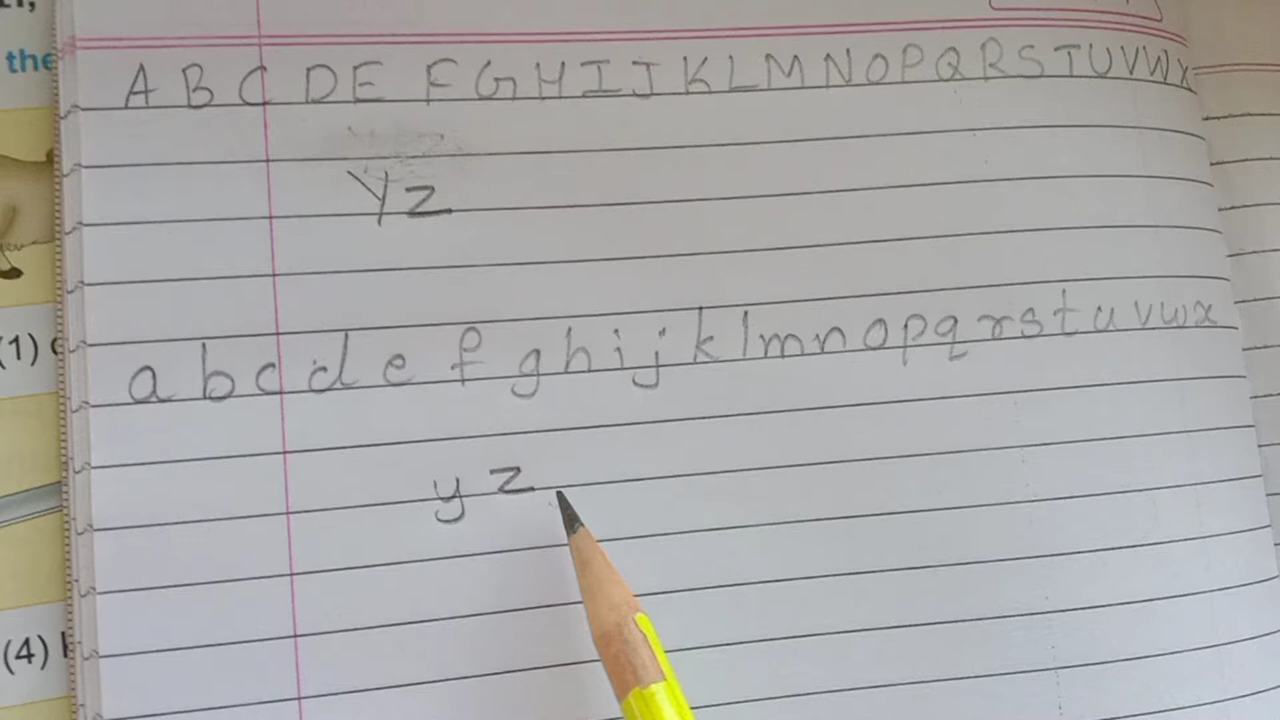 the
A B C D E F G H I J K L M N O P Q R S T U V W X
Y Z
(1)
a b c d e f g h i j k l m n o p q r s t u v w x
y z
(4)